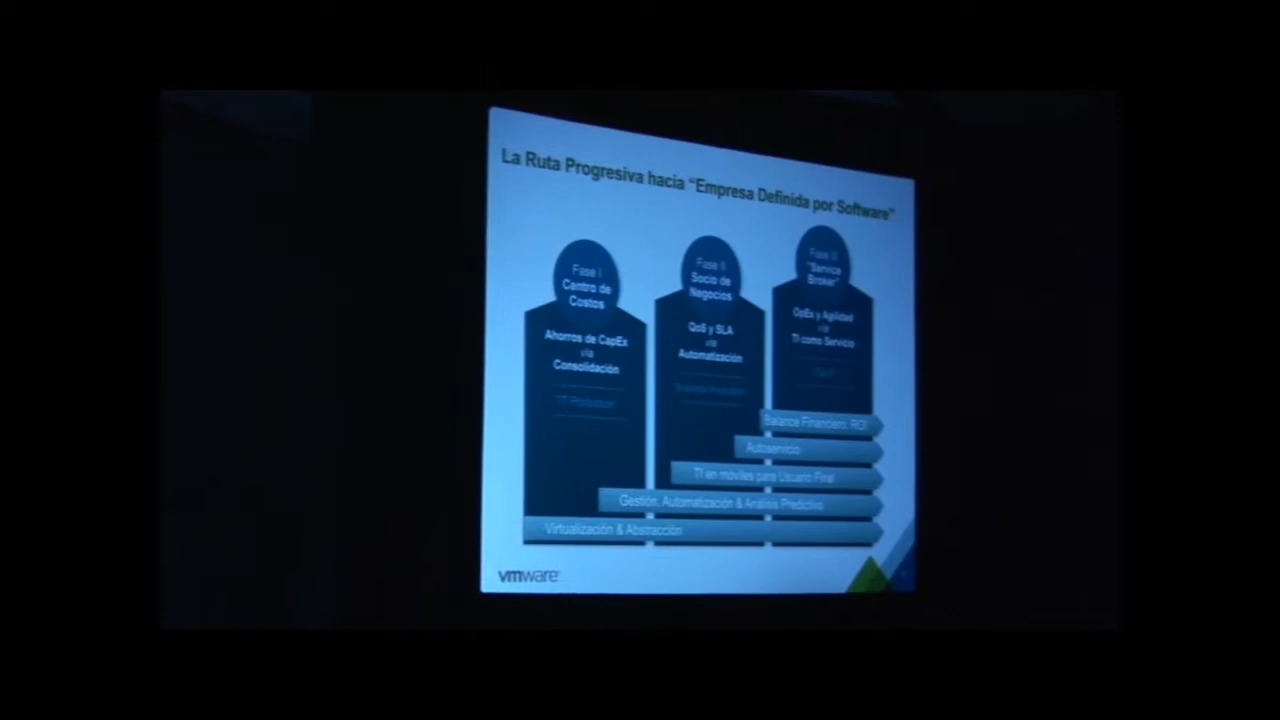 La Ruta Progresiva hacia “Empresa Definida por Software”
Fase I
Centro de
Costos
Ahorros de CapEx
vía
Consolidación
Fase II
Socio de
Negocios
QoS y SLA
vía
Automatización
Fase III
"Service
Broker"
OpEx y Agilidad
vía
TI como Servicio
Balance Financiero: ROI
Autoservicio
TI en móviles para Usuario Final
Gestión, Automatización & Análisis Predictivo
Virtualización & Abstracción
vmware